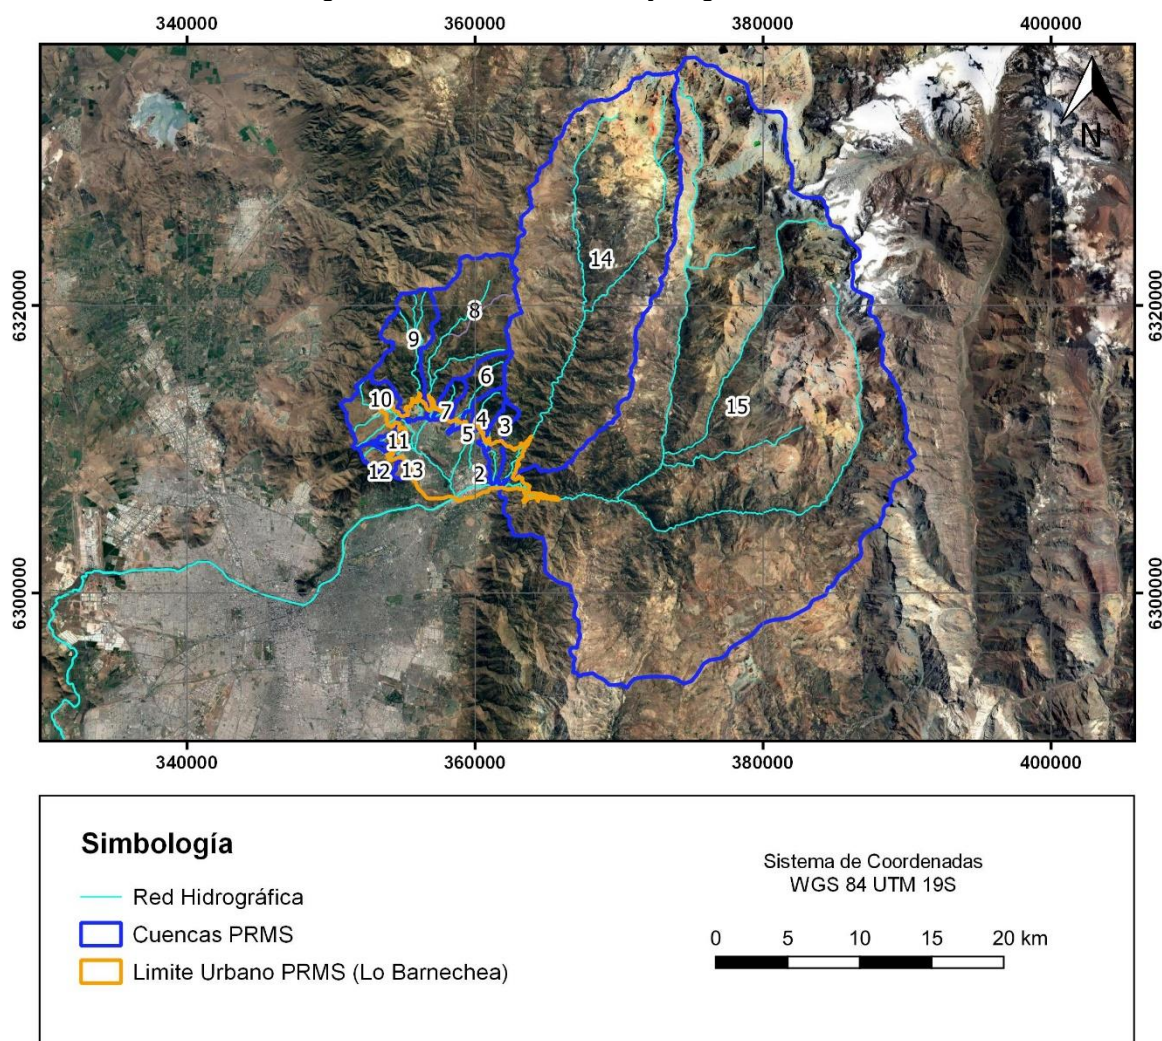 340000 360000 380000 400000
N
6320000 6320000
6300000 6300000
14
8
9
6
15
10
7
4
3
5
11
12
13
2
340000 360000 380000 400000
Simbología
Red Hidrográfica
Cuencas PRMS
Limite Urbano PRMS (Lo Barnechea)
Sistema de Coordenadas
WGS 84 UTM 19S
0 5 10 15 20 km